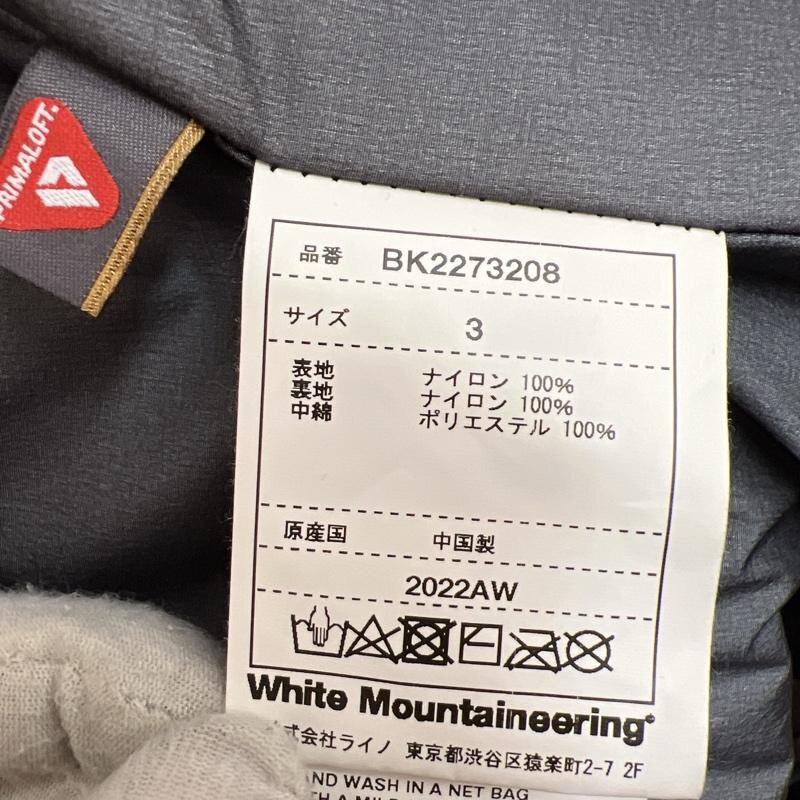 PRIMALOFT
品番 BK2273208
サイズ 3
表地 ナイロン 100%
裏地 ナイロン 100%
中綿 ポリエステル 100%
原産国 中国製
2022AW
White Mountaineering
式会社ライノ 東京都渋谷区猿楽町2-7 2F
AND WASH IN A NET BAG